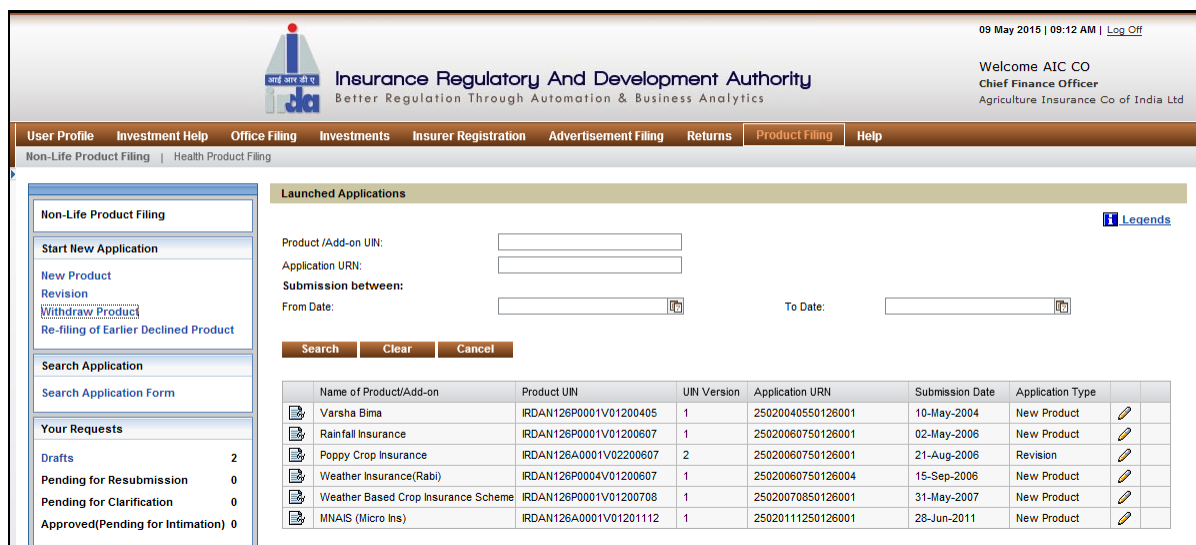 09 May 2015 | 09:12 AM | Log Off
आई आर डी ए
irda
Insurance Regulatory And Development Authority
Better Regulation Through Automation & Business Analytics
Welcome AIC CO
Chief Finance Officer
Agriculture Insurance Co of India Ltd
User Profile Investment Help Office Filing Investments Insurer Registration Advertisement Filing Returns Product Filing Help
Non-Life Product Filing | Health Product Filing
Non-Life Product Filing
Start New Application
New Product
Revision
Withdraw Product
Re-filing of Earlier Declined Product
Search Application
Search Application Form
Your Requests
Drafts 2
Pending for Resubmission 0
Pending for Clarification 0
Approved(Pending for Intimation) 0
Launched Applications
Legends
Product /Add-on UIN:
Application URN:
Submission between:
From Date: To Date:
Search Clear Cancel
Name of Product/Add-on Product UIN UIN Version Application URN Submission Date Application Type
Varsha Bima IRDAN126P0001V01200405 1 25020040550126001 10-May-2004 New Product
Rainfall Insurance IRDAN126P0001V01200607 1 25020060750126001 02-May-2006 New Product
Poppy Crop Insurance IRDAN126A0001V02200607 2 25020060750126001 21-Aug-2006 Revision
Weather Insurance(Rabi) IRDAN126P0004V01200607 1 25020060750126004 15-Sep-2006 New Product
Weather Based Crop Insurance Scheme IRDAN126P0001V01200708 1 25020070850126001 31-May-2007 New Product
MNAIS (Micro Ins) IRDAN126A0001V01201112 1 25020111250126001 28-Jun-2011 New Product